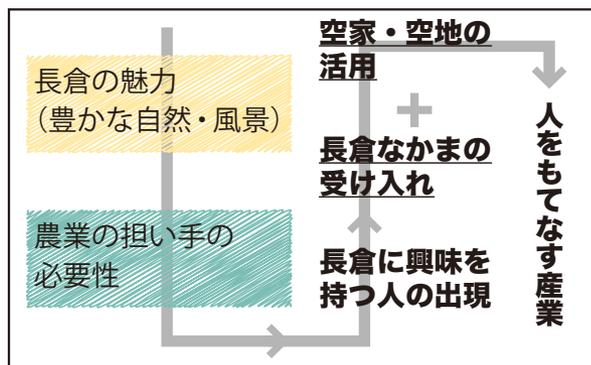 長倉の魅力
（豊かな自然・風景）
農業の担い手の
必要性
空家・空地の
活用
＋
長倉なかまの
受け入れ
長倉に興味を
持つ人の出現
人をもてなす産業